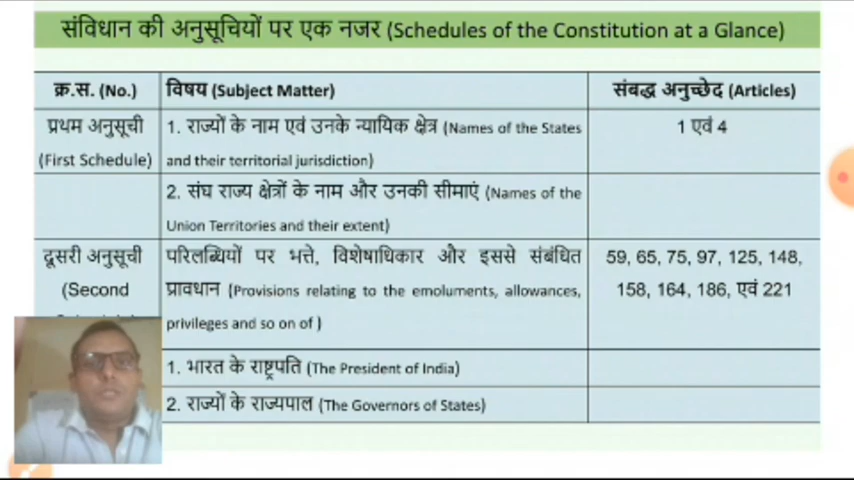 संविधान की अनुसूचियों पर एक नजर (Schedules of the Constitution at a Glance)
क्र.स. (No.) विषय (Subject Matter) संबद्ध अनुच्छेद (Articles)
प्रथम अनुसूची 1. राज्यों के नाम एवं उनके न्यायिक क्षेत्र (Names of the States 1 एवं 4
(First Schedule) and their territorial jurisdiction)
2. संघ राज्य क्षेत्रों के नाम और उनकी सीमाएं (Names of the
Union Territories and their extent)
दूसरी अनुसूची परिलब्धियों पर भत्ते, विशेषाधिकार और इससे संबंधित 59, 65, 75, 97, 125, 148,
(Second प्रावधान (Provisions relating to the emoluments, allowances, 158, 164, 186, एवं 221
privileges and so on of )
1. भारत के राष्ट्रपति (The President of India)
2. राज्यों के राज्यपाल (The Governors of States)